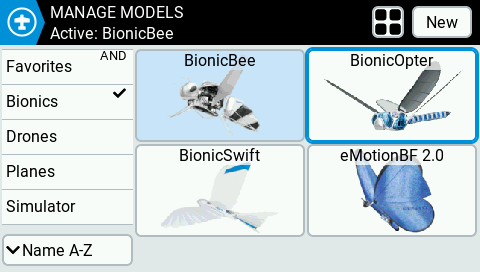 MANAGE MODELS
Active: BionicBee
New
AND
Favorites
Bionics
Drones
Planes
Simulator
Name A-Z
BionicBee
BionicOpter
BionicSwift
eMotionBF 2.0